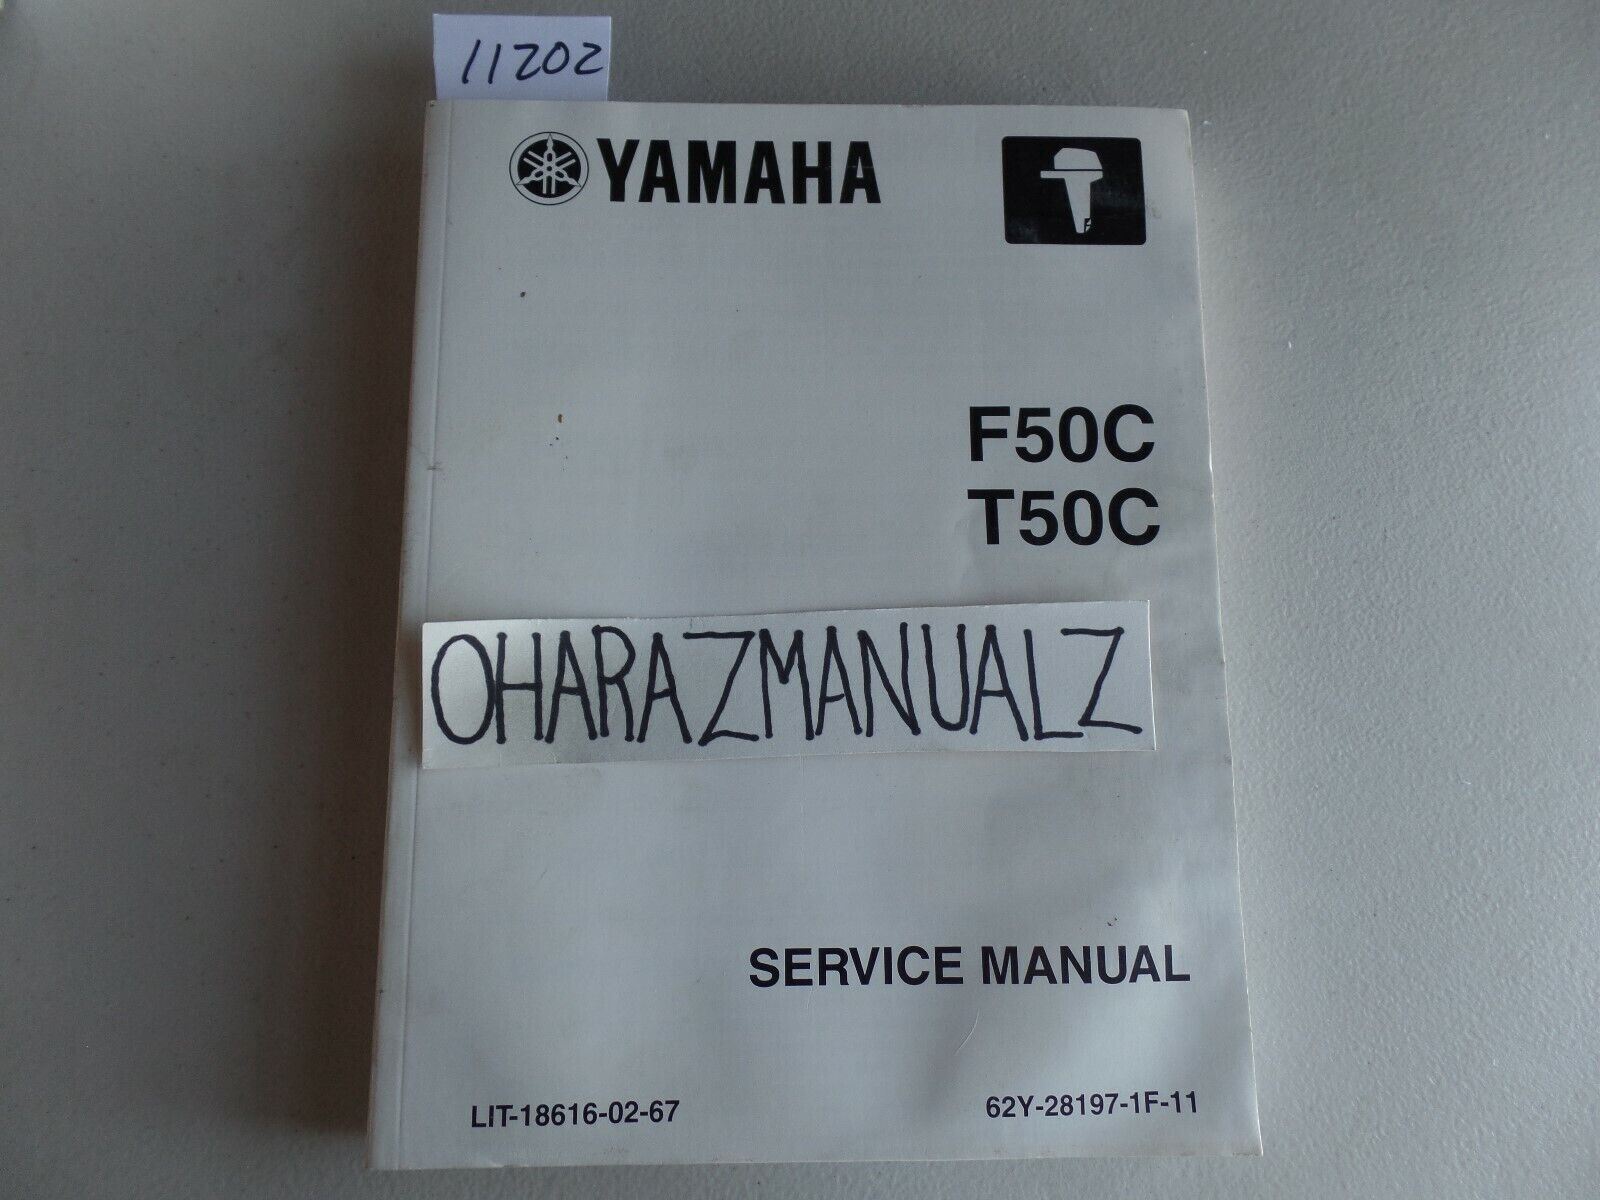 11202
YAMAHA
F50C
T50C
OHARAZMANUALZ
SERVICE MANUAL
LIT-18616-02-67
62Y-28197-1F-11